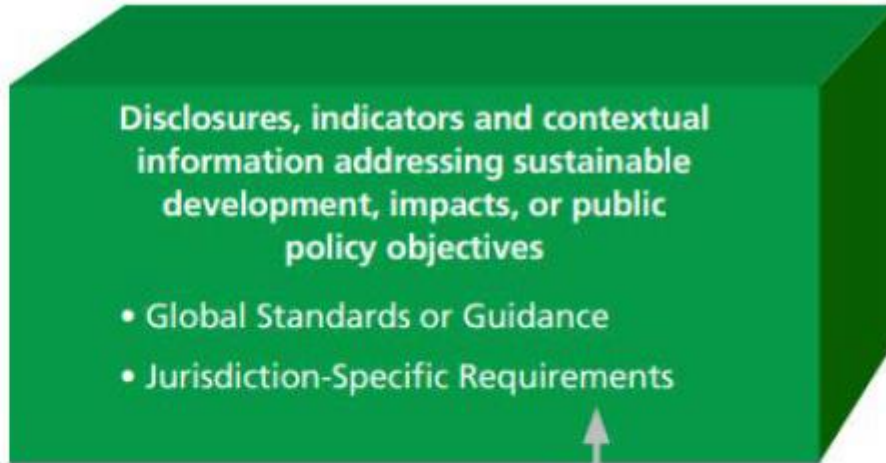 Disclosures, indicators and contextual
information addressing sustainable
development, impacts, or public
policy objectives
• Global Standards or Guidance
• Jurisdiction-Specific Requirements